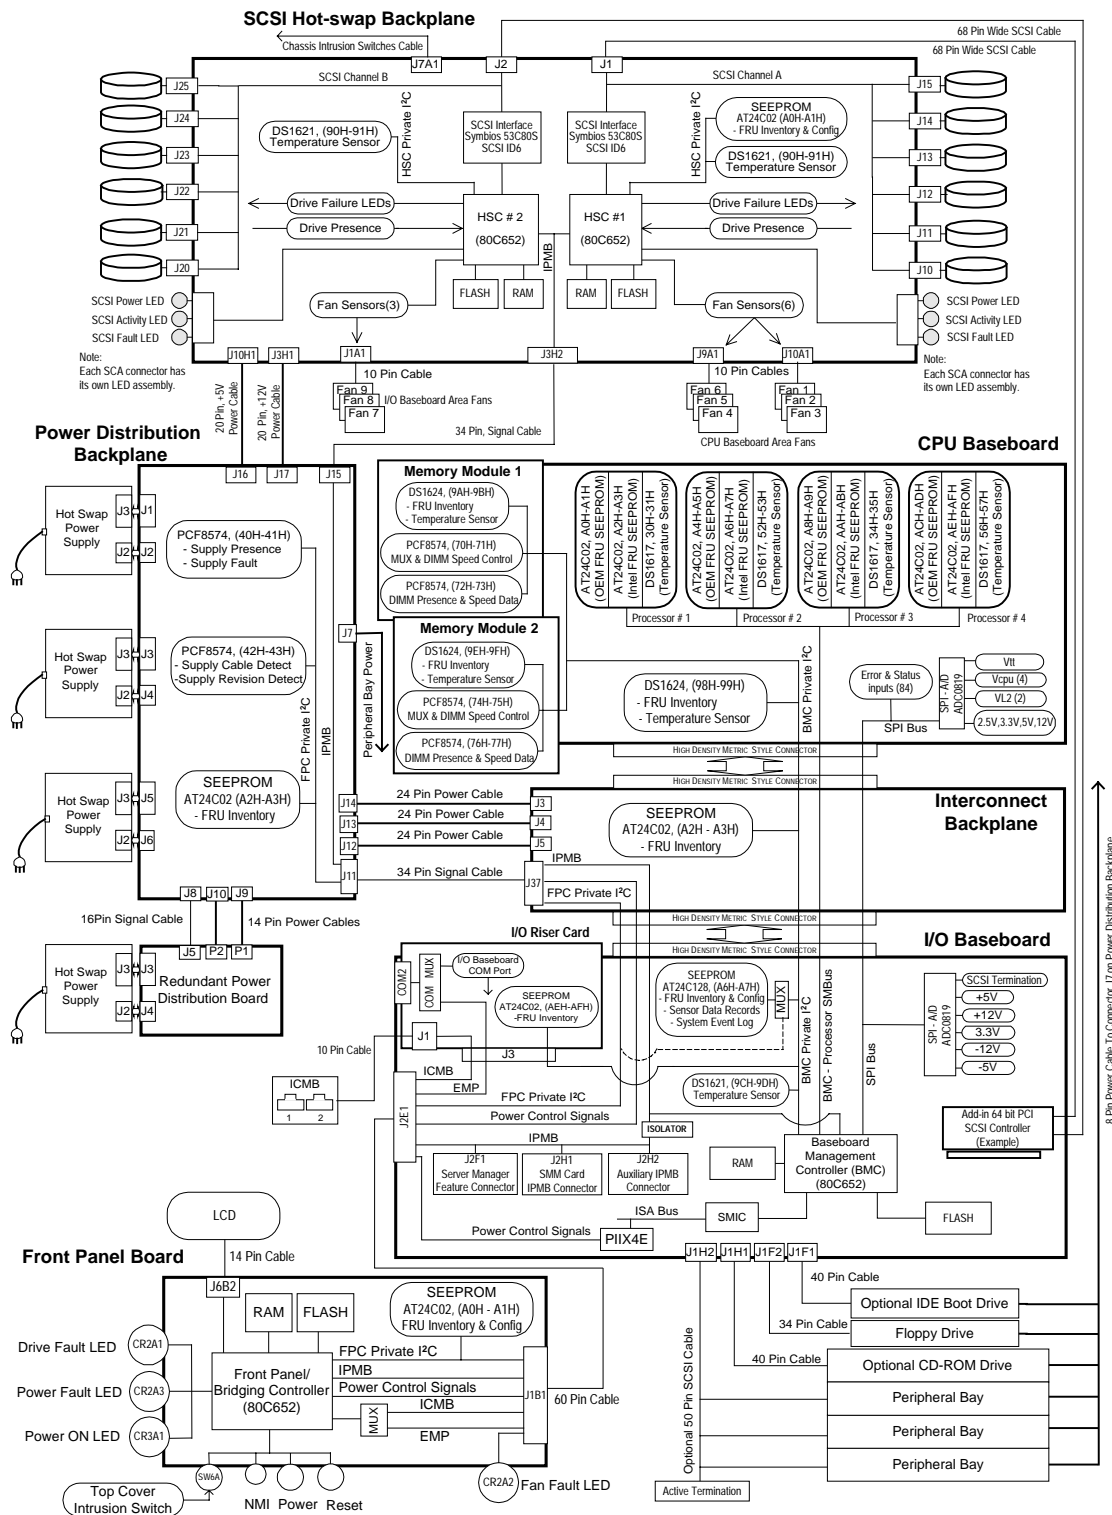 SCSI Hot-swap Backplane
Chassis Intrusion Switches Cable
68 Pin Wide SCSI Cable
68 Pin Wide SCSI Cable
J7A1
J2
J1
SCSI Channel B
SCSI Channel A
J25
J24
J23
J22
J21
J20
J15
J14
J13
J12
J11
J10
DS1621, (90H-91H)
Temperature Sensor
HSC Private I²C
SCSI Interface
Symbios 53C80S
SCSI ID6
SCSI Interface
Symbios 53C80S
SCSI ID6
HSC Private I²C
SEEPROM
AT24C02 (A0H-A1H)
- FRU Inventory & Config
DS1621, (90H-91H)
Temperature Sensor
Drive Failure LEDs
Drive Presence
HSC # 2
(80C652)
IPMB
HSC #1
(80C652)
Drive Failure LEDs
Drive Presence
FLASH
RAM
RAM
FLASH
Fan Sensors(3)
Fan Sensors(6)
SCSI Power LED
SCSI Activity LED
SCSI Fault LED
SCSI Power LED
SCSI Activity LED
SCSI Fault LED
Note:
Each SCA connector has
its own LED assembly.
Note:
Each SCA connector has
its own LED assembly.
J10H1
J3H1
J1A1
J3H2
J9A1
J10A1
10 Pin Cable
10 Pin Cables
Fan 9
Fan 8
Fan 7
I/O Baseboard Area Fans
Fan 6
Fan 5
Fan 4
Fan 1
Fan 2
Fan 3
CPU Baseboard Area Fans
20 Pin, +5V
Power Cable
20 Pin, +12V
Power Cable
34 Pin, Signal Cable
Power Distribution
Backplane
J16
J17
J15
Hot Swap
Power
Supply
J3
J1
J2
J2
PCF8574, (40H-41H)
- Supply Presence
- Supply Fault
Hot Swap
Power
Supply
J3
J3
J2
J4
PCF8574, (42H-43H)
- Supply Cable Detect
-Supply Revision Detect
FPC Private I²C
IPMB
J7
Peripheral Bay Power
Hot Swap
Power
Supply
J3
J5
J2
J6
SEEPROM
AT24C02 (A2H-A3H)
- FRU Inventory
J14
J13
J12
J11
24 Pin Power Cable
24 Pin Power Cable
24 Pin Power Cable
34 Pin Signal Cable
J8
J10
J9
16Pin Signal Cable
14 Pin Power Cables
Hot Swap
Power
Supply
J3
J3
J2
J4
J5
P2
P1
Redundant Power
Distribution Board
CPU Baseboard
Memory Module 1
DS1624, (9AH-9BH)
- FRU Inventory
- Temperature Sensor
PCF8574, (70H-71H)
MUX & DIMM Speed Control
PCF8574, (72H-73H)
DIMM Presence & Speed Data
Memory Module 2
DS1624, (9EH-9FH)
- FRU Inventory
- Temperature Sensor
PCF8574, (74H-75H)
MUX & DIMM Speed Control
PCF8574, (76H-77H)
DIMM Presence & Speed Data
AT24C02, A0H-A1H
(OEM FRU SEEPROM)
AT24C02, A2H-A3H
(Intel FRU SEEPROM)
DS1617, 30H-31H
(Temperature Sensor)
AT24C02, A4H-A5H
(OEM FRU SEEPROM)
AT24C02, A6H-A7H
(Intel FRU SEEPROM)
DS1617, 52H-53H
(Temperature Sensor)
AT24C02, A8H-A9H
(OEM FRU SEEPROM)
AT24C02, AAH-ABH
(Intel FRU SEEPROM)
DS1617, 34H-35H
(Temperature Sensor)
AT24C02, ACH-ADH
(OEM FRU SEEPROM)
AT24C02, AEH-AFH
(Intel FRU SEEPROM)
DS1617, 56H-57H
(Temperature Sensor)
Processor # 1
Processor # 2
Processor # 3
Processor # 4
DS1624, (98H-99H)
- FRU Inventory
- Temperature Sensor
BMC Private I²C
Error & Status
inputs (84)
SPI Bus
SPI - A/D
ADC0819
Vtt
Vcpu (4)
VL2 (2)
2.5V,3.3V,5V,12V
HIGH DENSITY METRIC STYLE CONNECTOR
HIGH DENSITY METRIC STYLE CONNECTOR
J3
J4
J5
J37
SEEPROM
AT24C02, (A2H - A3H)
- FRU Inventory
Interconnect
Backplane
IPMB
FPC Private I²C
HIGH DENSITY METRIC STYLE CONNECTOR
HIGH DENSITY METRIC STYLE CONNECTOR
I/O Baseboard
I/O Riser Card
COM2
COM MUX
I/O Baseboard
COM Port
SEEPROM
AT24C02, (AEH-AFH)
-FRU Inventory
J1
J3
SEEPROM
AT24C128, (A6H-A7H)
- FRU Inventory & Config
- Sensor Data Records
- System Event Log
MUX
BMC Private I²C
BMC - Processor SMBus
SPI Bus
SPI - A/D
ADC0819
SCSI Termination
+5V
+12V
3.3V
-12V
-5V
10 Pin Cable
ICMB
1
2
J2E1
ICMB
EMP
FPC Private I²C
Power Control Signals
IPMB
ISOLATOR
DS1621, (9CH-9DH)
Temperature Sensor
J2F1
Server Manager
Feature Connector
J2H1
SMM Card
IPMB Connector
J2H2
Auxiliary IPMB
Connector
RAM
Baseboard
Management
Controller (BMC)
(80C652)
Add-in 64 bit PCI
SCSI Controller
(Example)
ISA Bus
SMIC
FLASH
Power Control Signals
PIIX4E
J1H2
J1H1
J1F2
J1F1
8 Pin Power Cable To Connector J7 on Power Distribution Backplane
40 Pin Cable
34 Pin Cable
40 Pin Cable
Optional 50 Pin SCSI Cable
Optional IDE Boot Drive
Floppy Drive
Optional CD-ROM Drive
Peripheral Bay
Peripheral Bay
Peripheral Bay
Active Termination
LCD
14 Pin Cable
Front Panel Board
J6B2
RAM
FLASH
SEEPROM
AT24C02, (A0H - A1H)
FRU Inventory & Config
Drive Fault LED
CR2A1
Power Fault LED
CR2A3
Power ON LED
CR3A1
Front Panel/
Bridging Controller
(80C652)
FPC Private I²C
IPMB
Power Control Signals
ICMB
MUX
EMP
J1B1
60 Pin Cable
SW6A
Top Cover
Intrusion Switch
NMI
Power
Reset
CR2A2
Fan Fault LED